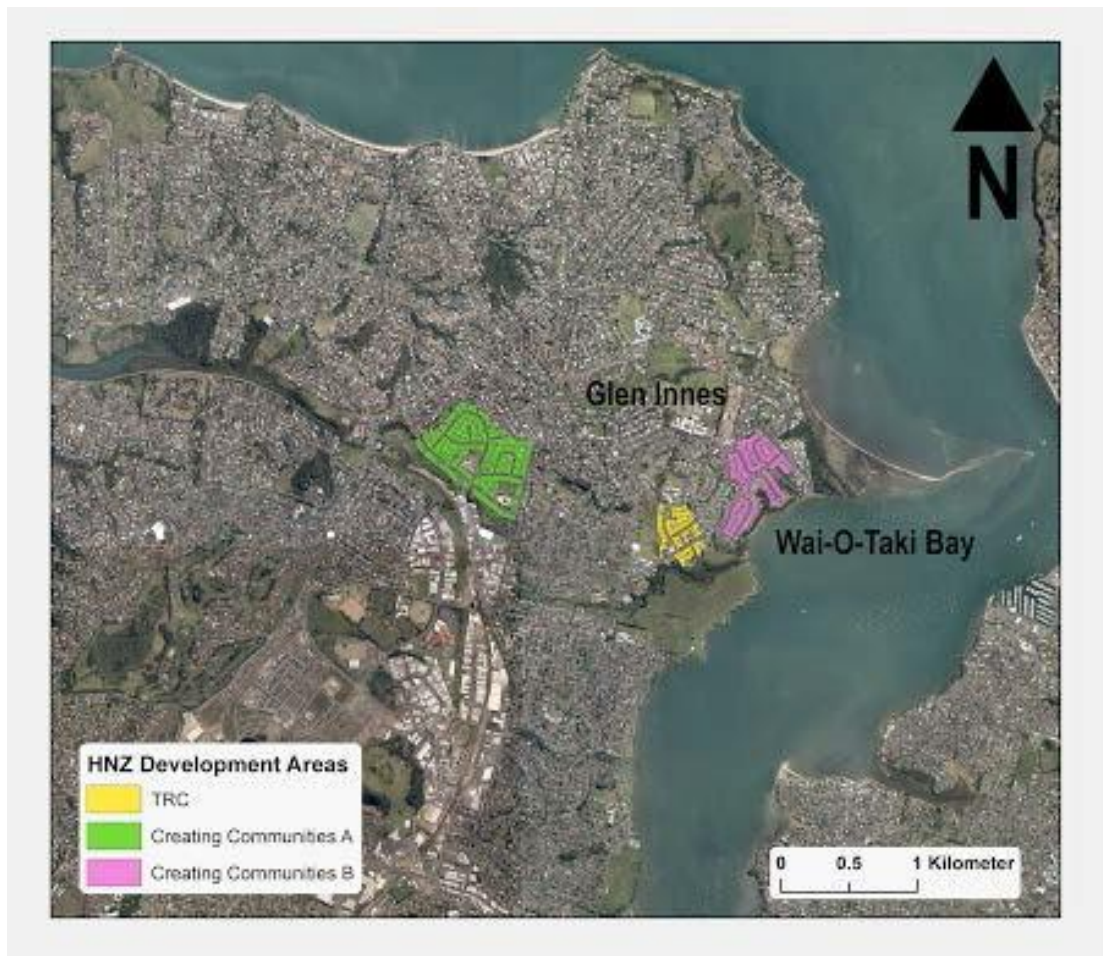 N
Glen Innes
Wai-O-Taki Bay
HNZ Development Areas
TRC
Creating Communities A
Creating Communities B
0 0.5 1 Kilometer